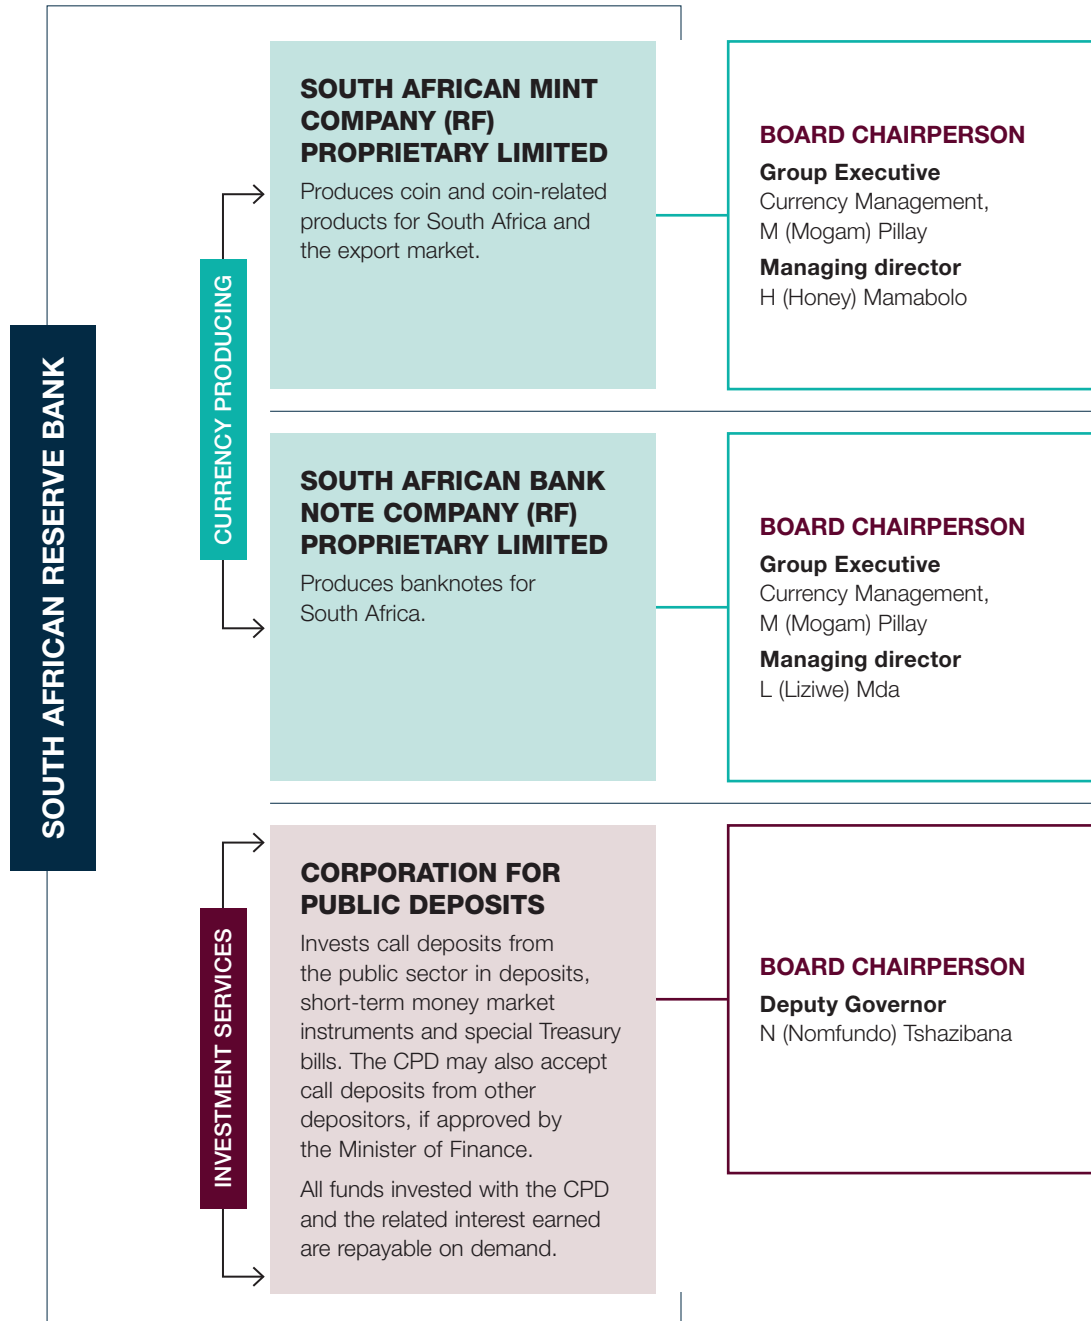 SOUTH AFRICAN RESERVE BANK
CURRENCY PRODUCING
SOUTH AFRICAN MINT
COMPANY (RF)
PROPRIETARY LIMITED
Produces coin and coin-related
products for South Africa and
the export market.
BOARD CHAIRPERSON
Group Executive
Currency Management,
M (Mogam) Pillay
Managing director
H (Honey) Mamabolo
SOUTH AFRICAN BANK
NOTE COMPANY (RF)
PROPRIETARY LIMITED
Produces banknotes for
South Africa.
BOARD CHAIRPERSON
Group Executive
Currency Management,
M (Mogam) Pillay
Managing director
L (Liziwe) Mda
INVESTMENT SERVICES
CORPORATION FOR
PUBLIC DEPOSITS
Invests call deposits from
the public sector in deposits,
short-term money market
instruments and special Treasury
bills. The CPD may also accept
call deposits from other
depositors, if approved by
the Minister of Finance.
All funds invested with the CPD
and the related interest earned
are repayable on demand.
BOARD CHAIRPERSON
Deputy Governor
N (Nomfundo) Tshazibana